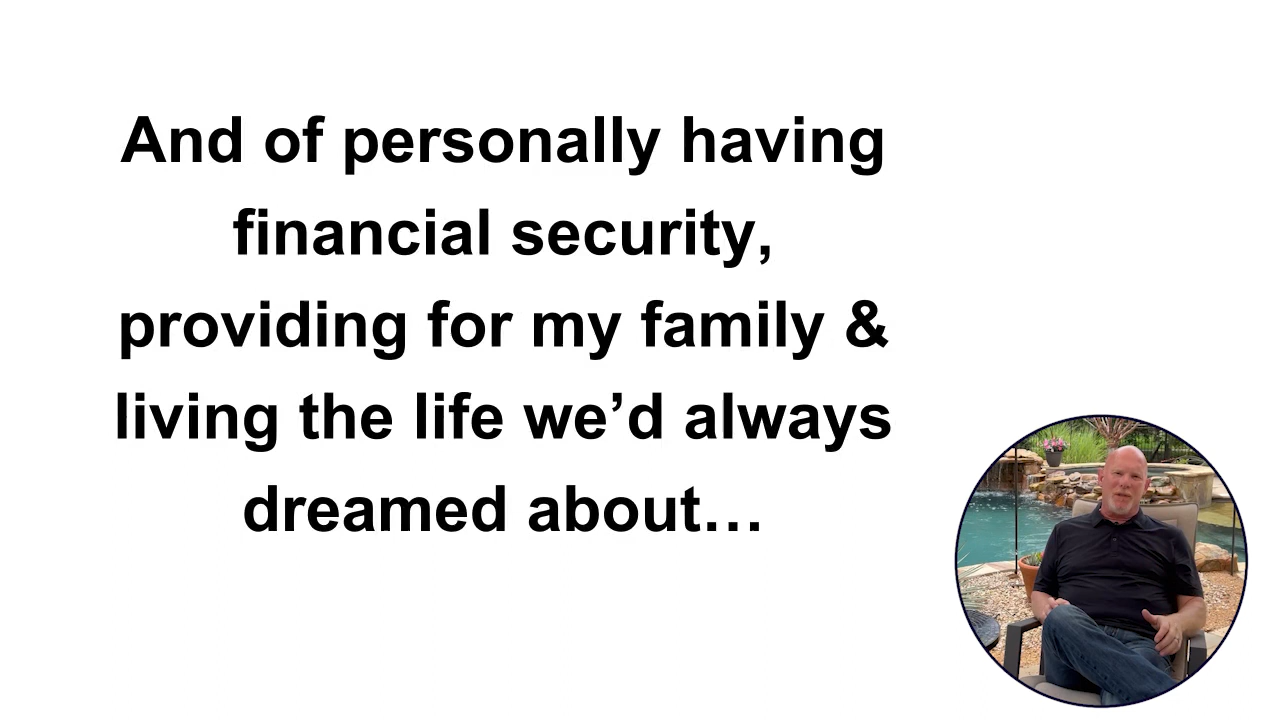 And of personally having
financial security,
providing for my family &
living the life we’d always
dreamed about…